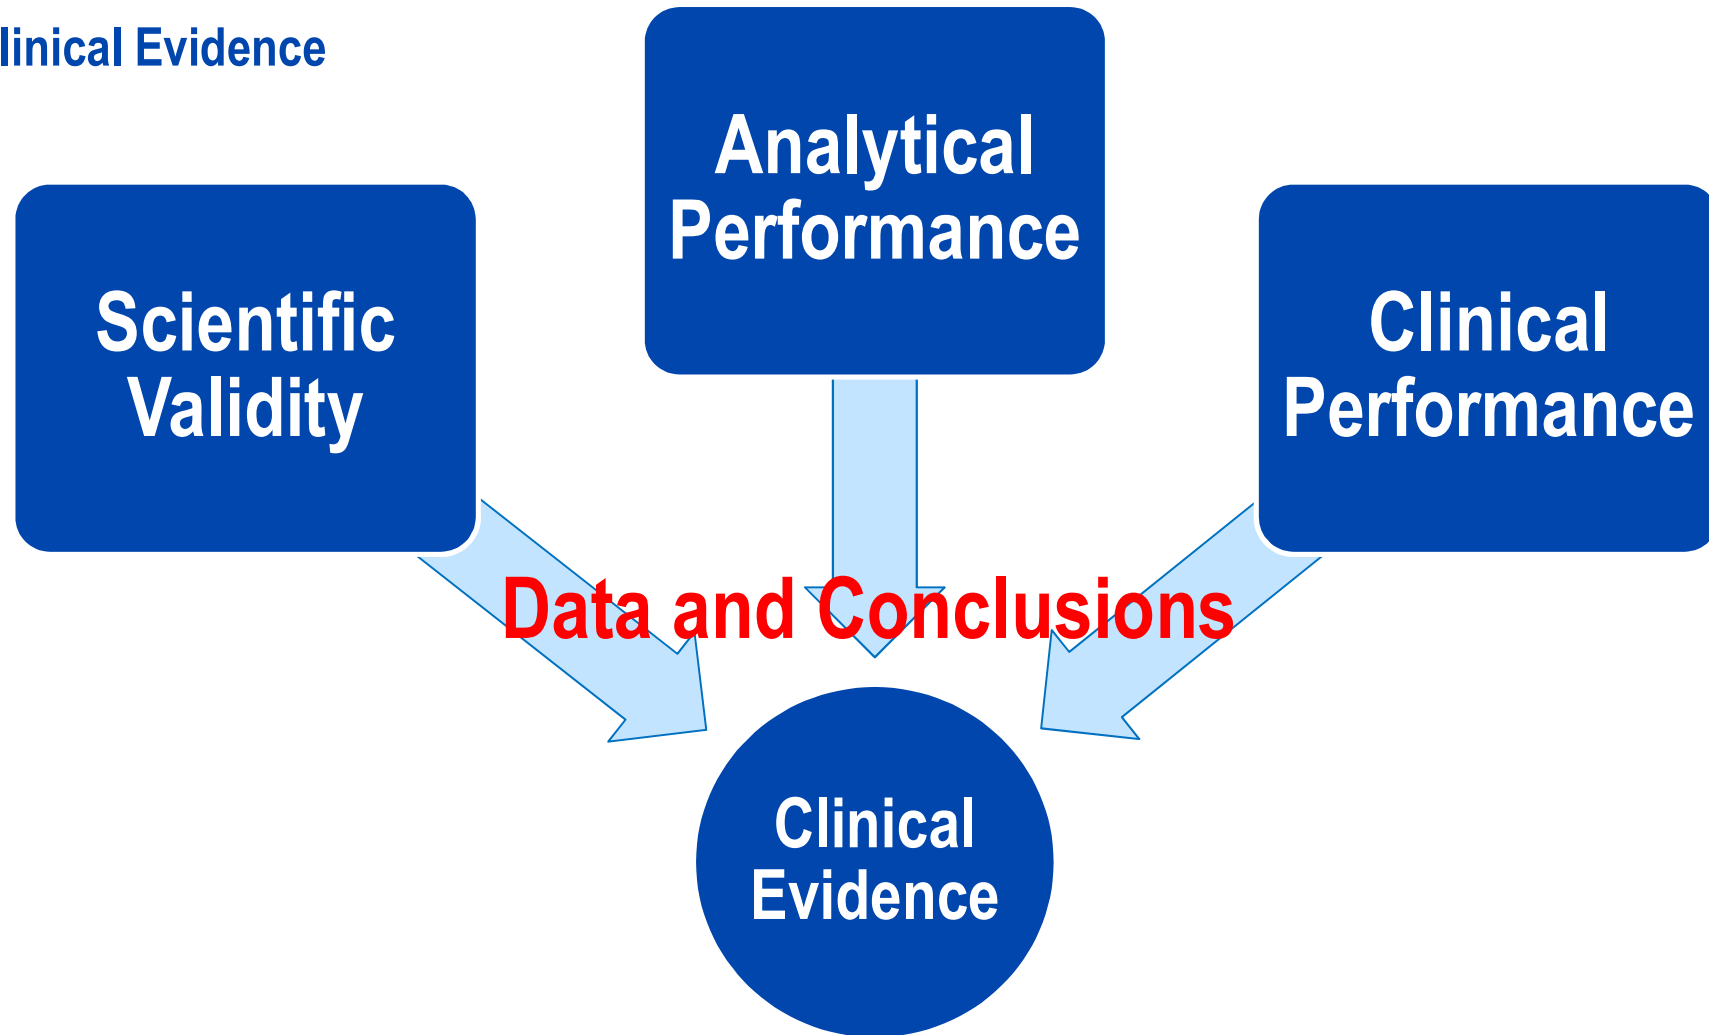 linical Evidence
Analytical
Performance
Scientific
Validity
Clinical
Performance
Data and Conclusions
Clinical
Evidence